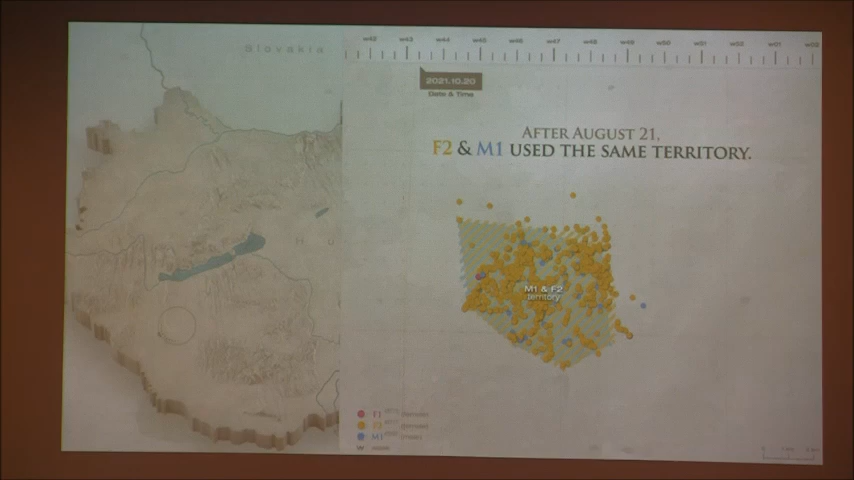 Slovakia
w42 w43 w44 w45 w46 w47 w48 w49 w50 w51 w52 w01 w02
2021.10.20
Date & Time
AFTER AUGUST 21,
F2 & M1 USED THE SAME TERRITORY.
H U
M1 & F2
territory
F1
F2
M1
W